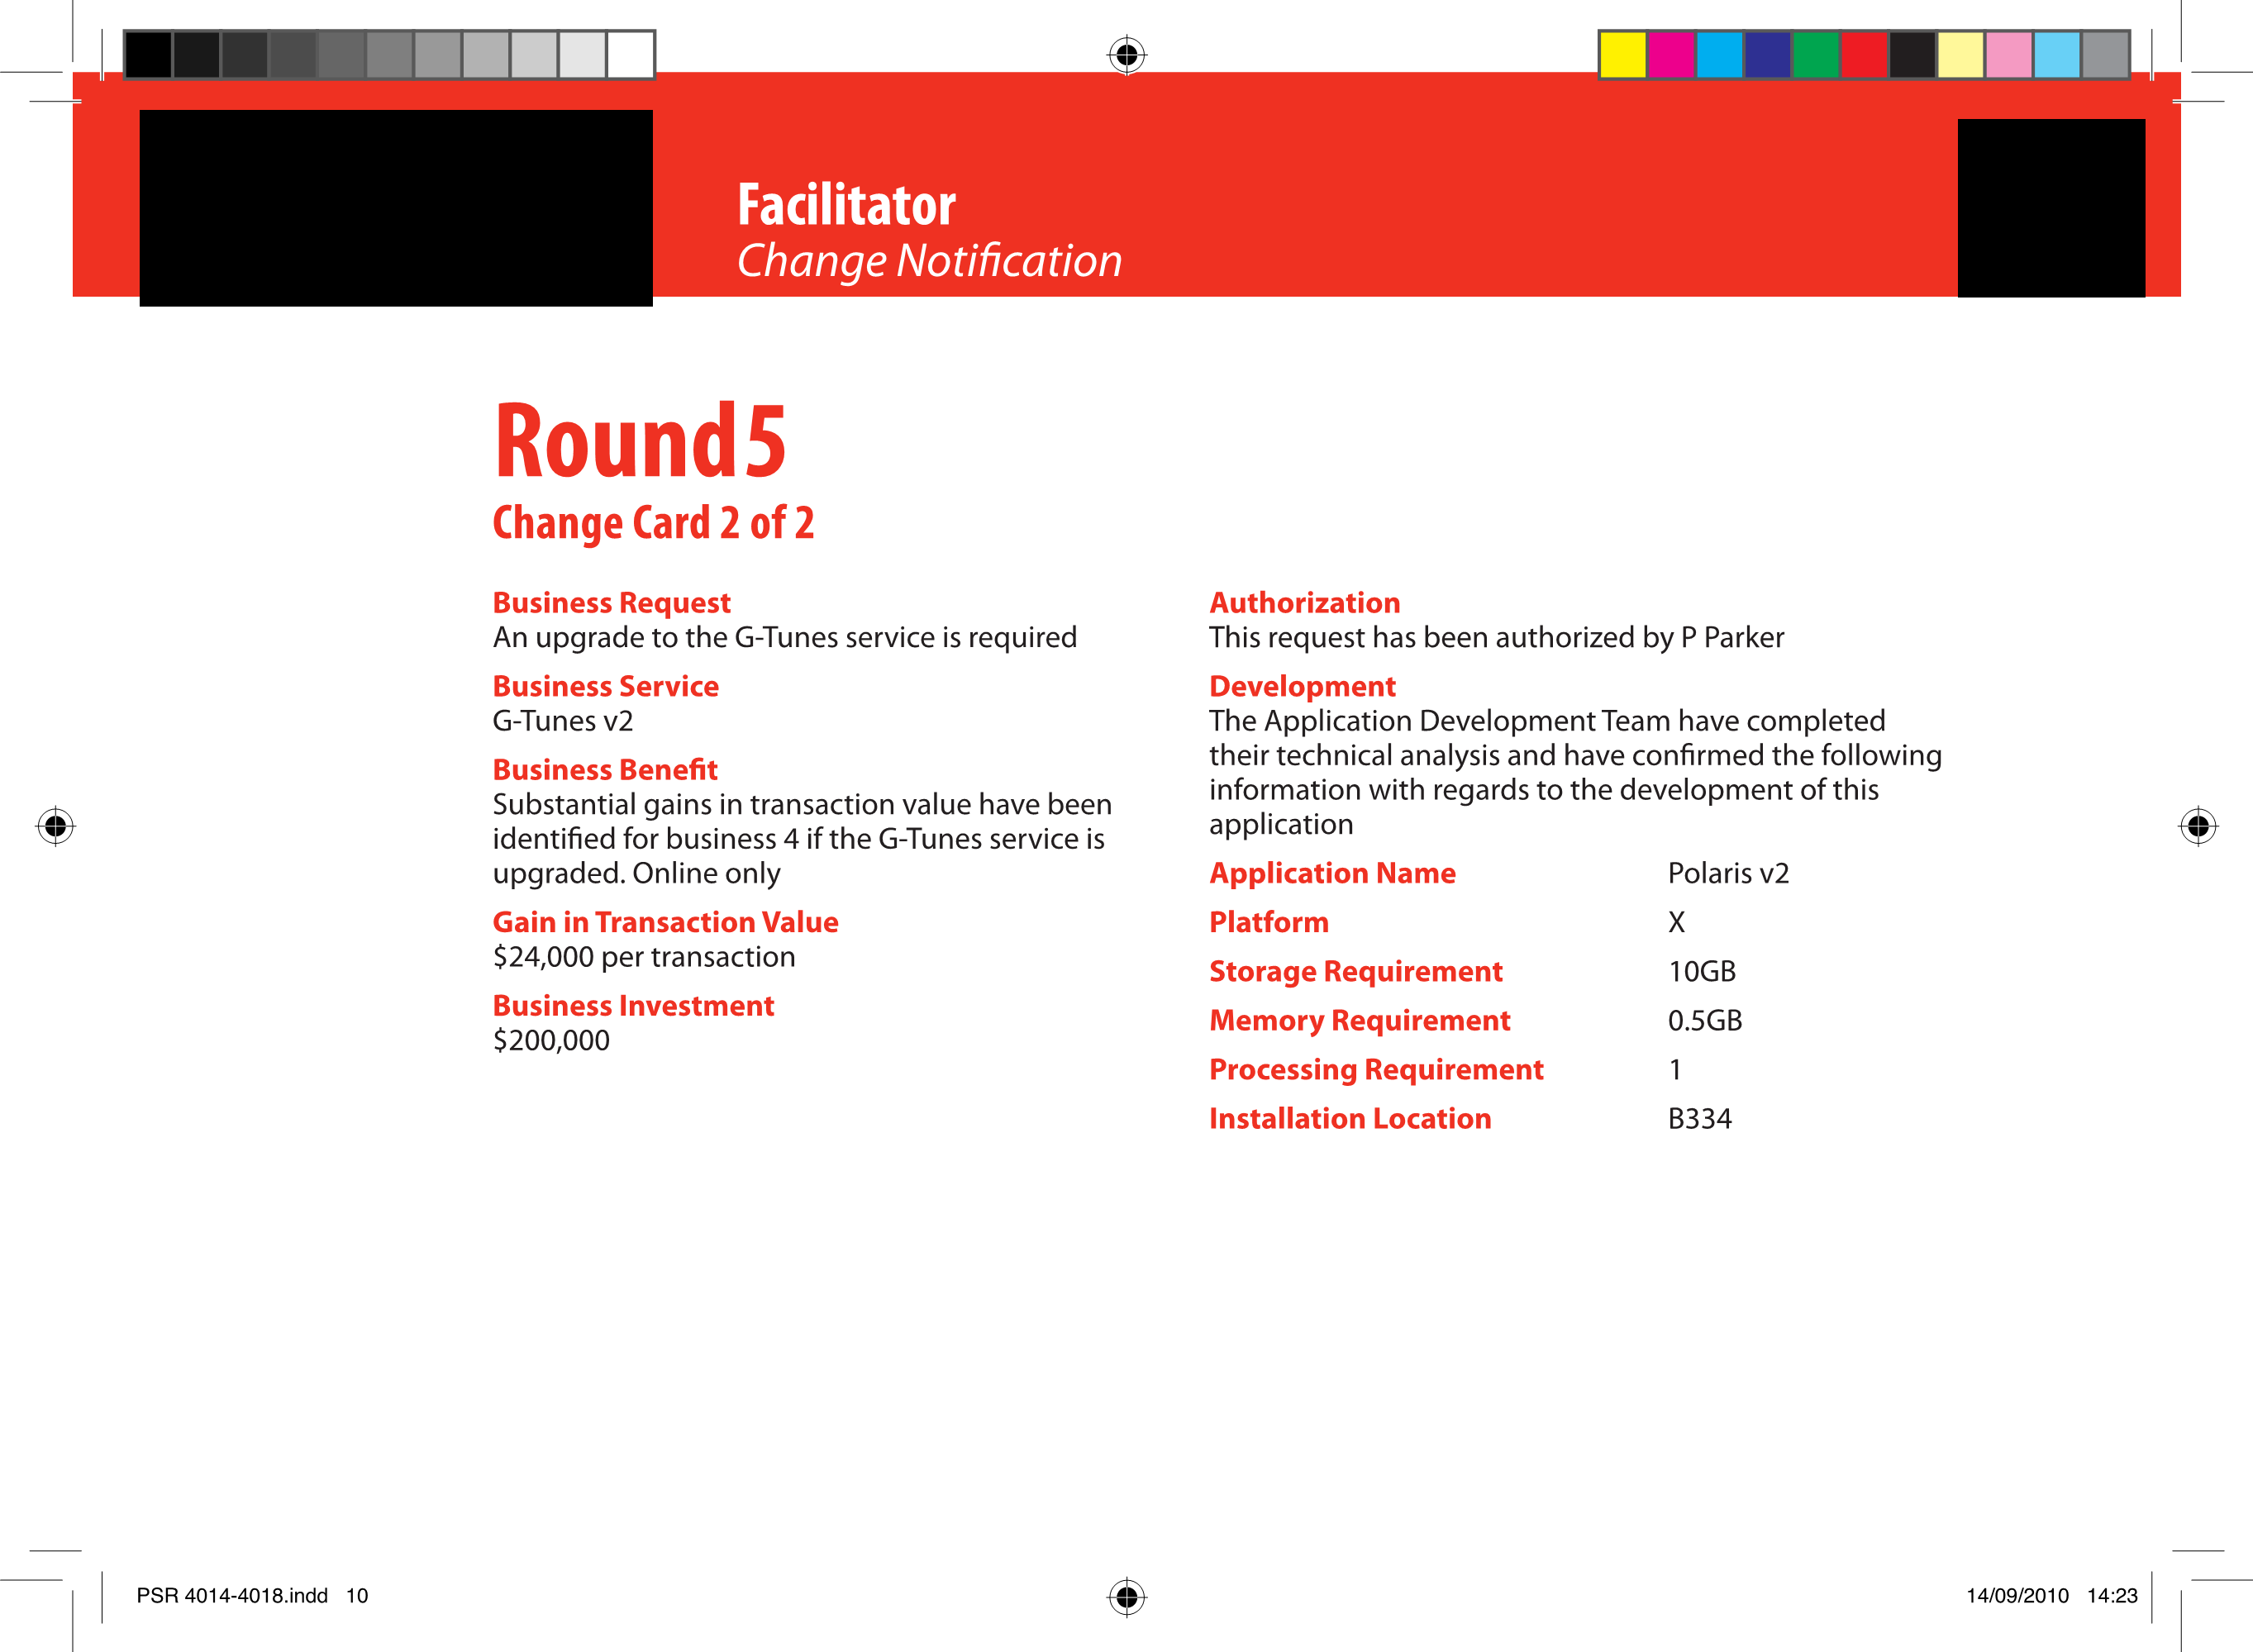 Facilitator
Change Notification
Round 5
Change Card 2 of 2
Business Request
An upgrade to the G-Tunes service is required
Business Service
G-Tunes v2
Business Benefit
Substantial gains in transaction value have been
identified for business 4 if the G-Tunes service is
upgraded. Online only
Gain in Transaction Value
$24,000 per transaction
Business Investment
$200,000
Authorization
This request has been authorized by P Parker
Development
The Application Development Team have completed
their technical analysis and have confirmed the following
information with regards to the development of this
application
Application Name Polaris v2
Platform X
Storage Requirement 10GB
Memory Requirement 0.5GB
Processing Requirement 1
Installation Location B334
PSR 4014-4018.indd 10 14/09/2010 14:23